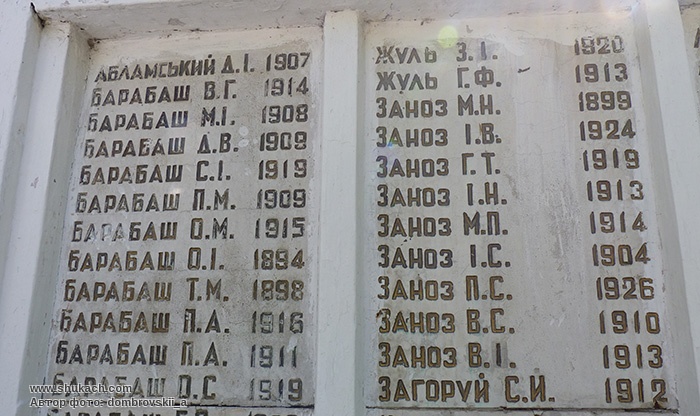 АБЛАМСЬКИЙ Д.І. 1907
БАРАБАШ В.Г. 1914
БАРАБАШ М.І. 1908
БАРАБАШ Д.В. 1909
БАРАБАШ С.І. 1919
БАРАБАШ П.М. 1909
БАРАБАШ О.М. 1915
БАРАБАШ О.І. 1894
БАРАБАШ Т.М. 1898
БАРАБАШ П.А. 1916
БАРАБАШ П.А. 1911
БАРАБАШ О.С 1919
БАРАБАШ
ЖУЛЬ З.І. 1920
ЖУЛЬ Г.Ф. 1913
ЗАНОЗ М.Н. 1899
ЗАНОЗ І.В. 1924
ЗАНОЗ Г.Т. 1919
ЗАНОЗ І.Н. 1913
ЗАНОЗ М.П. 1914
ЗАНОЗ І.С. 1904
ЗАНОЗ П.С. 1926
ЗАНОЗ В.С. 1910
ЗАНОЗ В.І. 1913
ЗАГОРУЙ С.И. 1912
www.shukach.com
Автор фото: dombrovskii_a